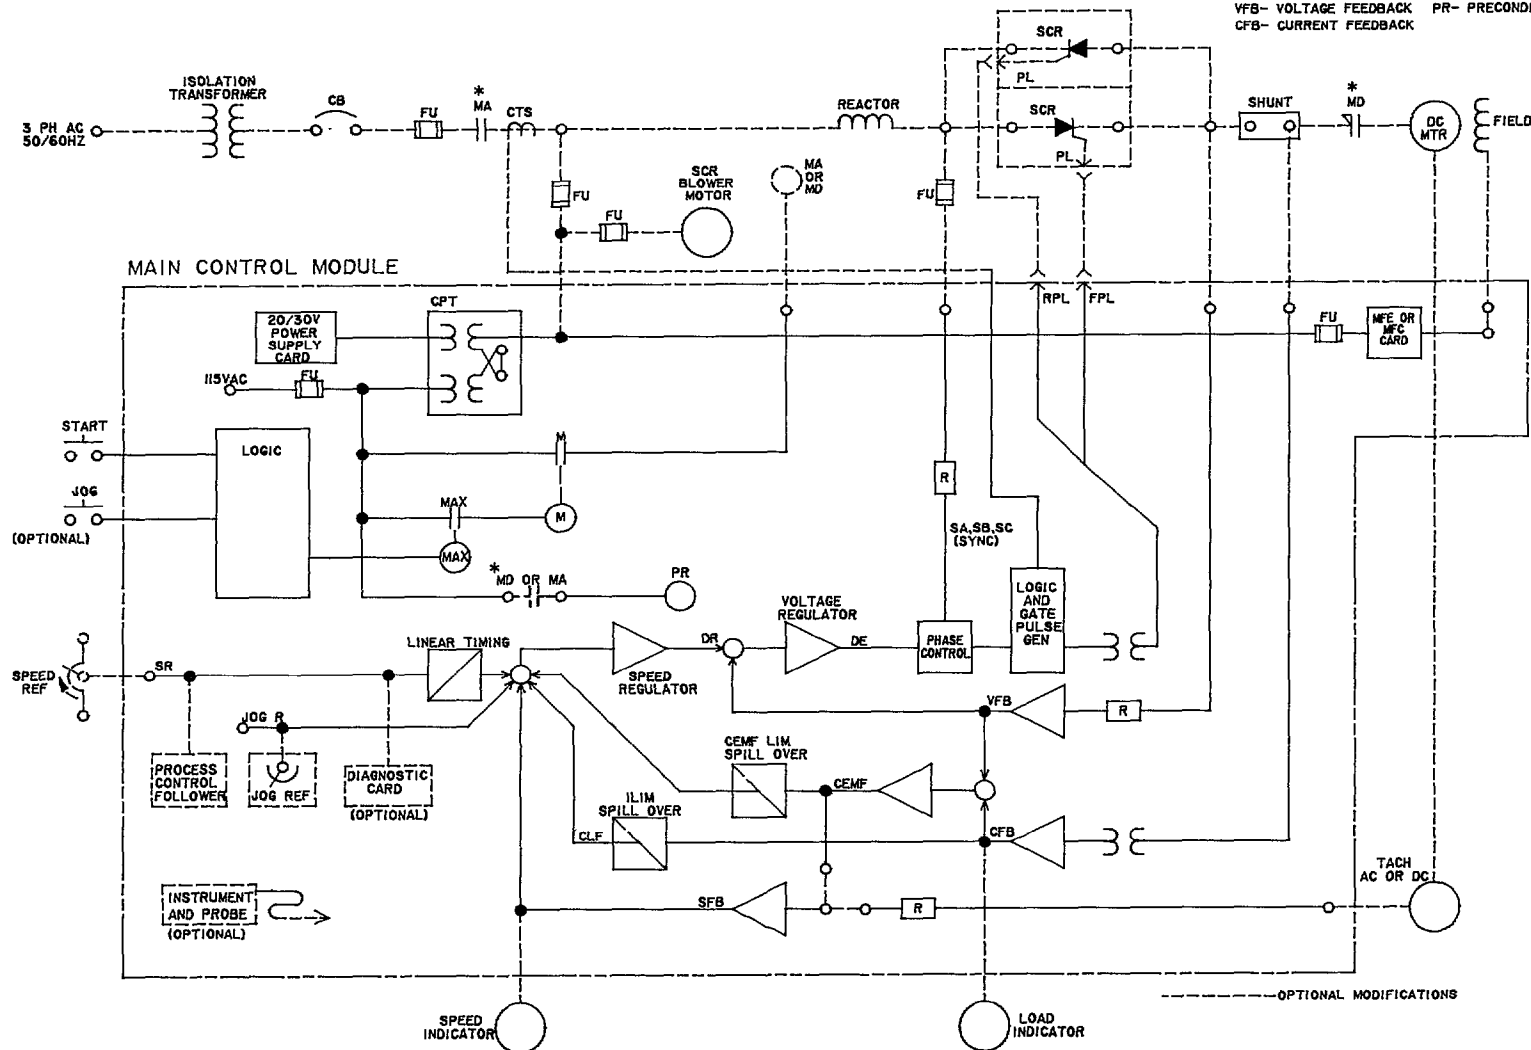 VFB- VOLTAGE FEEDBACK PR-
CFB- CURRENT FEEDBACK
SCR
PL
ISOLATION
TRANSFORMER
CB
FU
*
MA
CTS
REACTOR
SCR
PL
SHUNT
*
MD
DC
MTR
FIELD
3 PH AC
50/60HZ
FU
SCR
BLOWER
MOTOR
MA
OR
MD
FU
FU
MAIN CONTROL MODULE
RPL
FPL
CPT
20/30V
POWER
SUPPLY
CARD
FU
MFE OR
MFC
CARD
115VAC
FU
START
LOGIC
M
JOG
(OPTIONAL)
MAX
M
MAX
R
SA,SB,SC
(SYNC)
*
MD OR MA
PR
LOGIC
AND
GATE
PULSE
GEN
VOLTAGE
REGULATOR
LINEAR TIMING
DR
DE
PHASE
CONTROL
SPEED
REF
SR
SPEED
REGULATOR
JOG R
VFB
R
PROCESS
CONTROL
FOLLOWER
JOG REF
DIAGNOSTIC
CARD
(OPTIONAL)
CEMF LIM
SPILL OVER
CEMF
ILIM
SPILL OVER
CLF
CFB
TACH
AC OR DC
INSTRUMENT
AND PROBE
(OPTIONAL)
SFB
R
OPTIONAL MODIFICATIONS
SPEED
INDICATOR
LOAD
INDICATOR